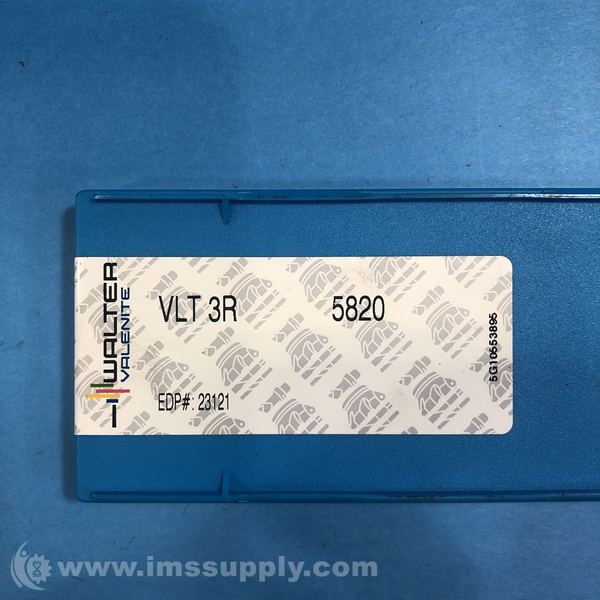 WALTER
VALENITE
VLT 3R 5820
EDP#: 23121
5G10553895
www.imssupply.com